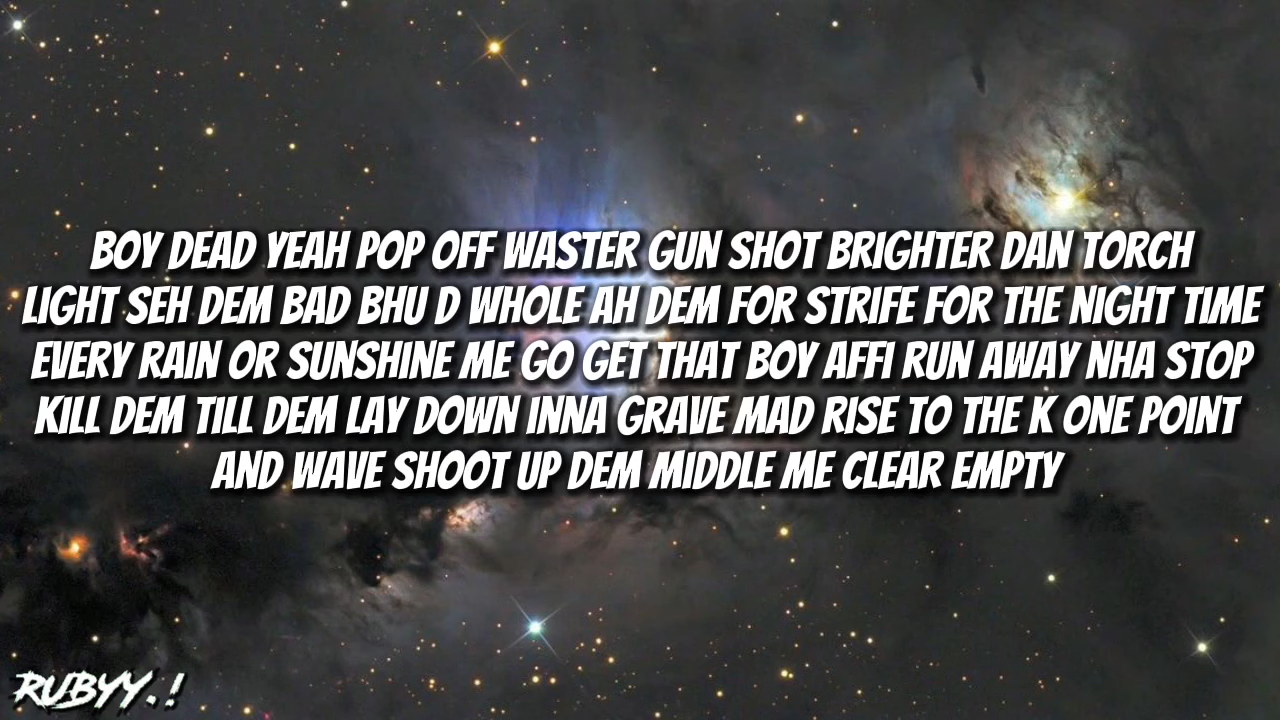 BOY DEAD YEAH POP OFF WASTER GUN SHOT BRIGHTER DAN TORCH
LIGHT SEH DEM BAD BHU D WHOLE AH DEM FOR STRIFE FOR THE NIGHT TIME
EVERY RAIN OR SUNSHINE ME GO GET THAT BOY AFFI RUN AWAY NHA STOP
KILL DEM TILL DEM LAY DOWN INNA GRAVE MAD RISE TO THE K ONE POINT
AND WAVE SHOOT UP DEM MIDDLE ME CLEAR EMPTY
RUBYY.!